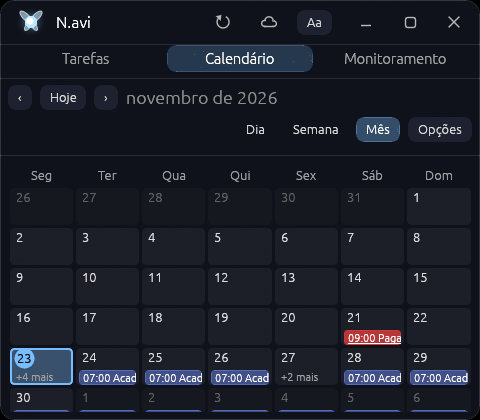 N.avi
Aa
Tarefas Calendário Monitoramento
‹ Hoje › novembro de 2026
Dia Semana Mês Opções
Seg Ter Qua Qui Sex Sáb Dom
26 27 28 29 30 31 1
2 3 4 5 6 7 8
9 10 11 12 13 14 15
16 17 18 19 20 21 22
09:00 Paga
23 24 25 26 27 28 29
+4 mais 07:00 Acad 07:00 Acad 07:00 Acad +2 mais 07:00 Acad 07:00 Acad
30 1 2 3 4 5 6